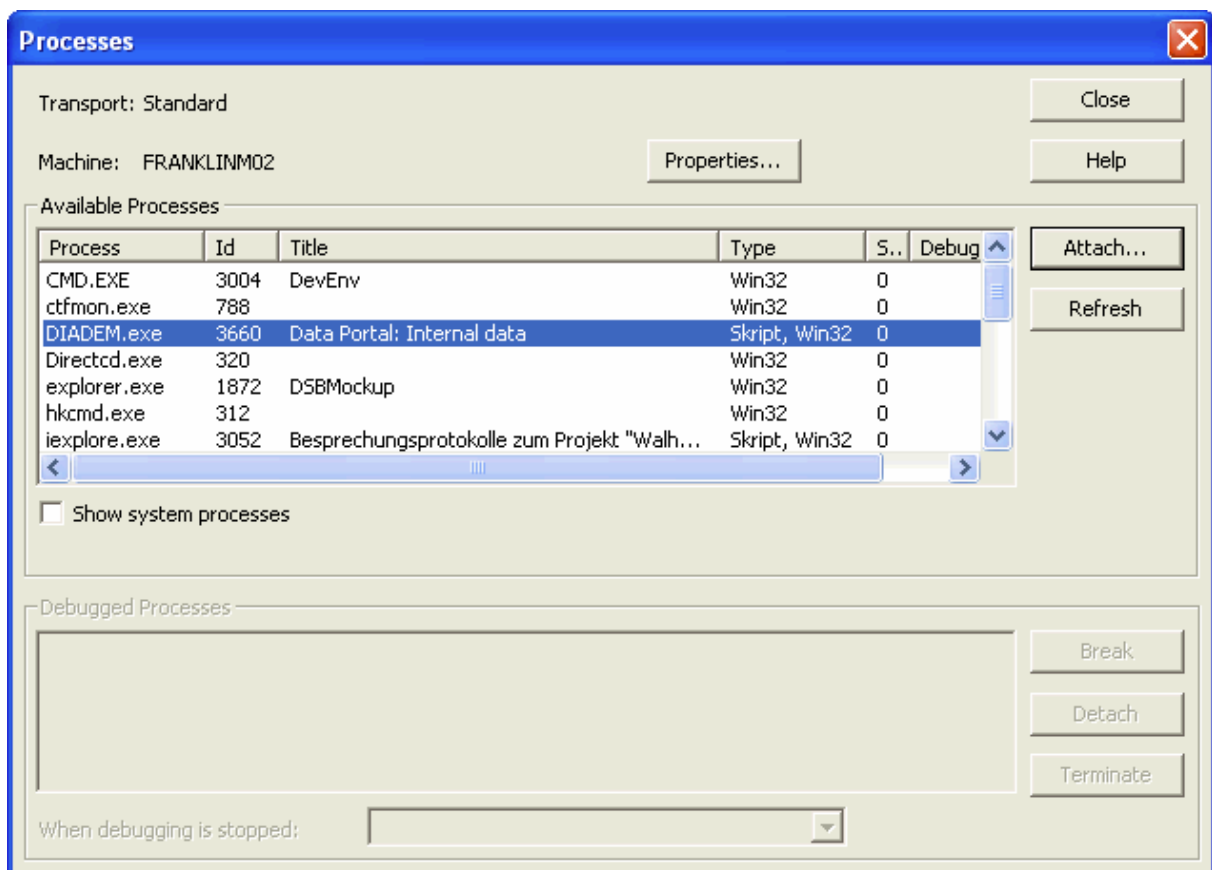 Processes
Transport: Standard
Close
Machine: FRANKLINM02
Properties...
Help
Available Processes
Process Id Title Type S.. Debug
Attach...
CMD.EXE 3004 DevEnv Win32 0
ctfmon.exe 788 Win32 0
Refresh
DIADEM.exe 3660 Data Portal: Internal data Skript, Win32 0
Directcd.exe 320 Win32 0
explorer.exe 1872 DSBMockup Win32 0
hkcmd.exe 312 Win32 0
iexplore.exe 3052 Besprechungsprotokolle zum Projekt "Walh... Skript, Win32 0
Show system processes
Debugged Processes
Break
Detach
Terminate
When debugging is stopped: